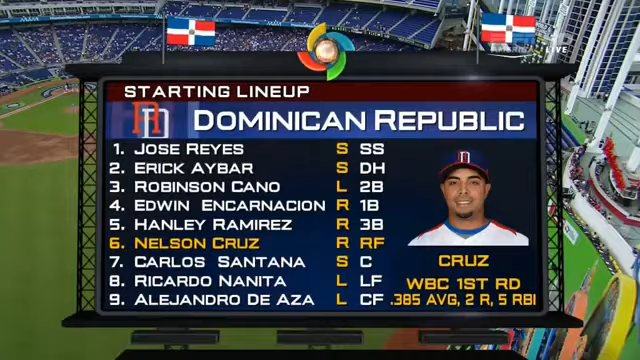 AMERICA LIVE
STARTING LINEUP
DOMINICAN REPUBLIC
1. JOSE REYES S SS
2. ERICK AYBAR S DH
3. ROBINSON CANO L 2B
4. EDWIN ENCARNACION R 1B
5. HANLEY RAMIREZ R 3B
6. NELSON CRUZ R RF
7. CARLOS SANTANA S C
8. RICARDO NANITA L LF
9. ALEJANDRO DE AZA L CF
CRUZ
WBC 1ST RD
.385 AVG, 2 R, 5 RBI